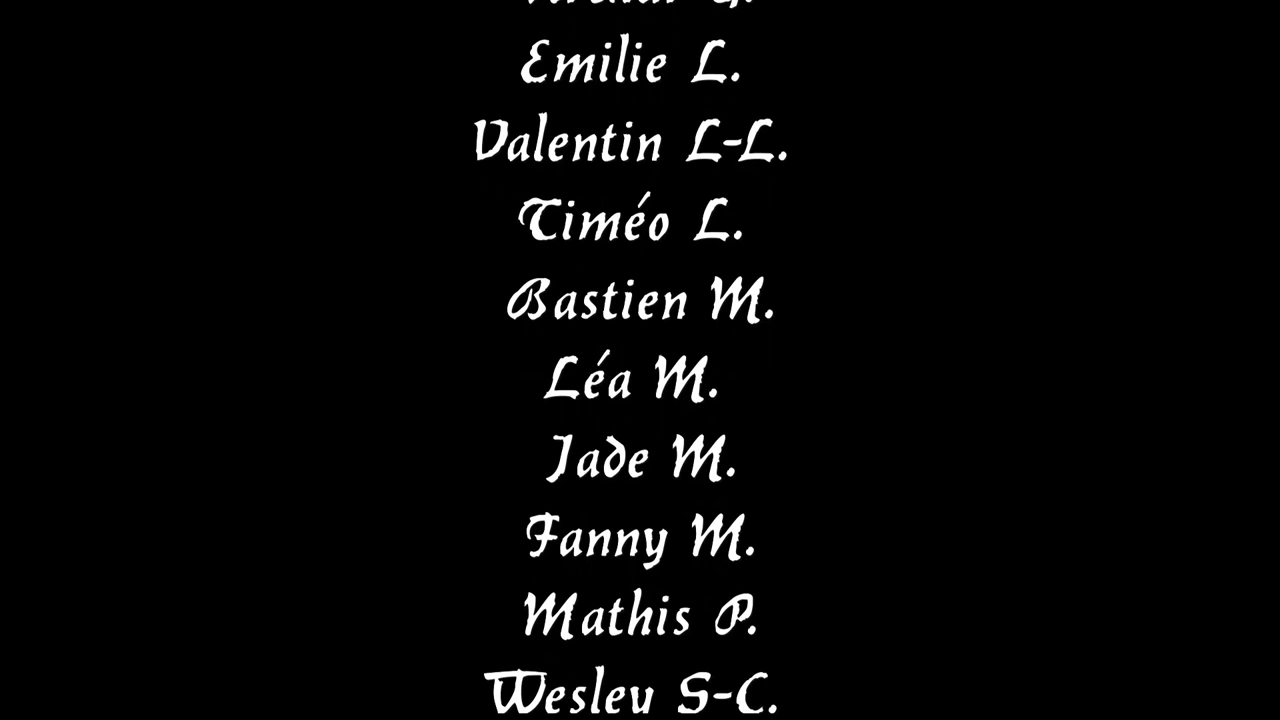 Emilie L.
Valentin L-L.
Timéo L.
Bastien M.
Léa M.
Jade M.
Fanny M.
Mathis P.
Wesley S-C.